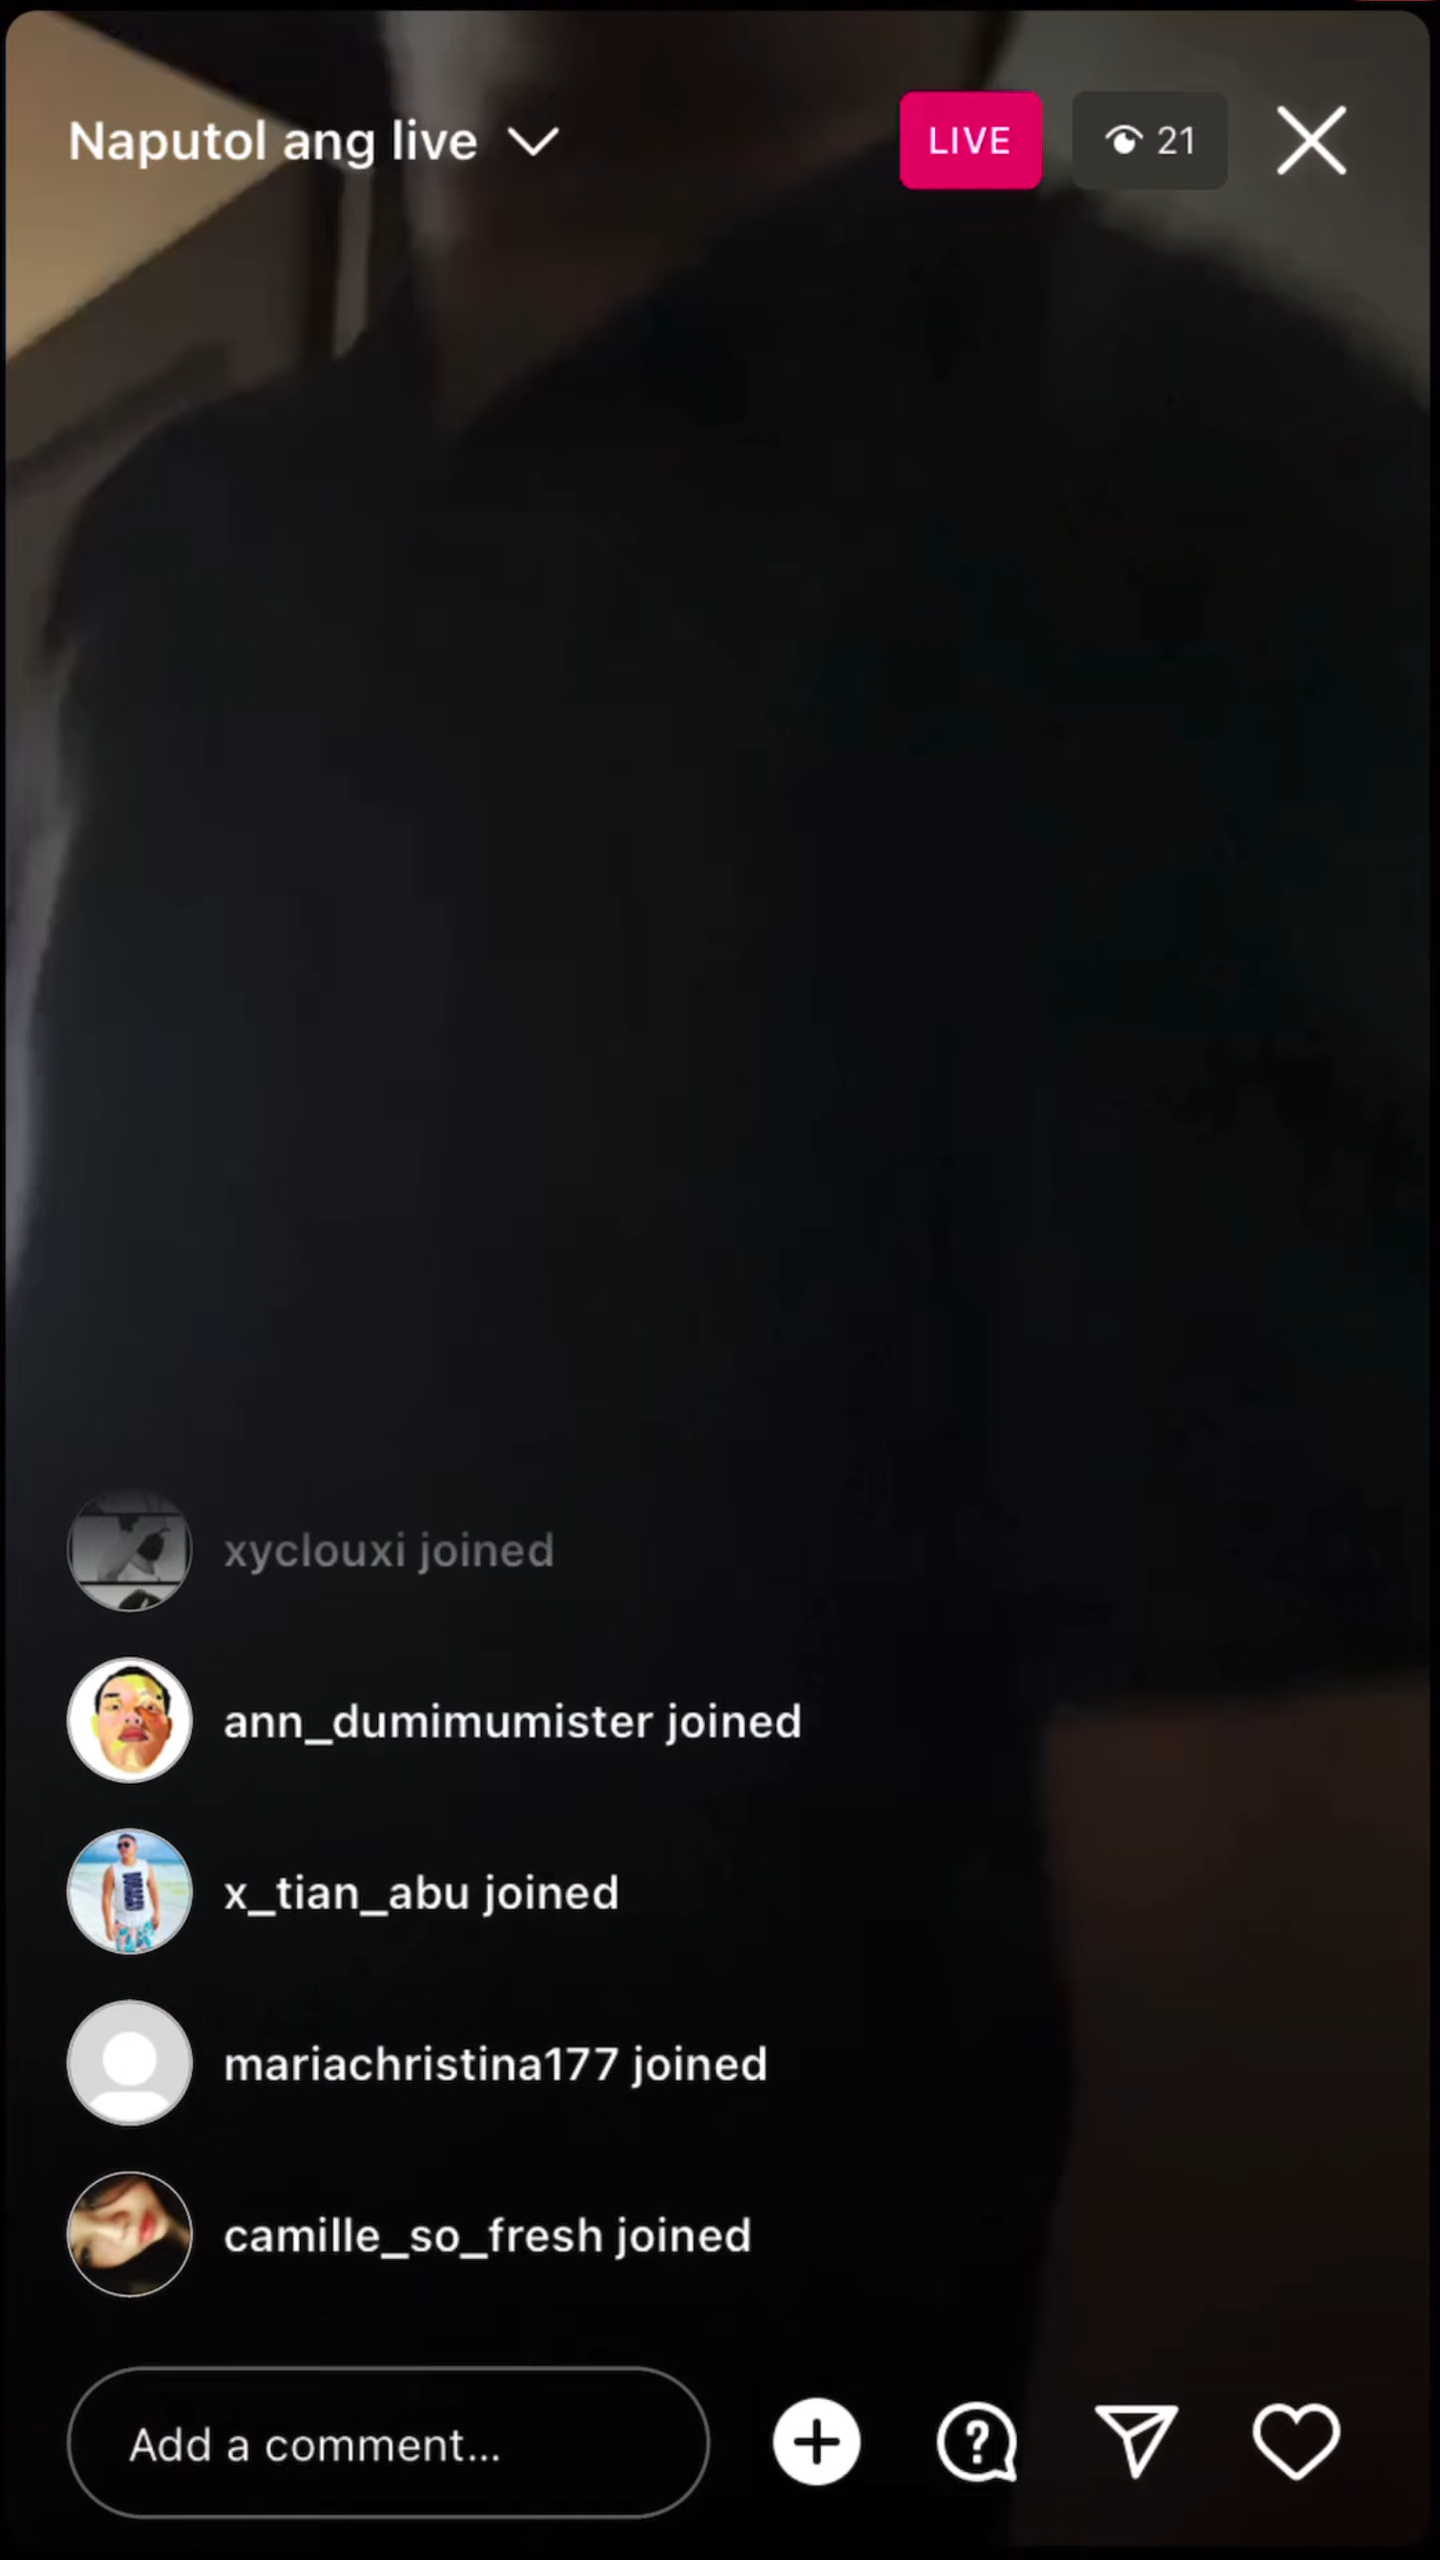 Naputol ang live
LIVE
21
xyclouxi joined
ann_dumimumister joined
x_tian_abu joined
mariachristina177 joined
camille_so_fresh joined
Add a comment...